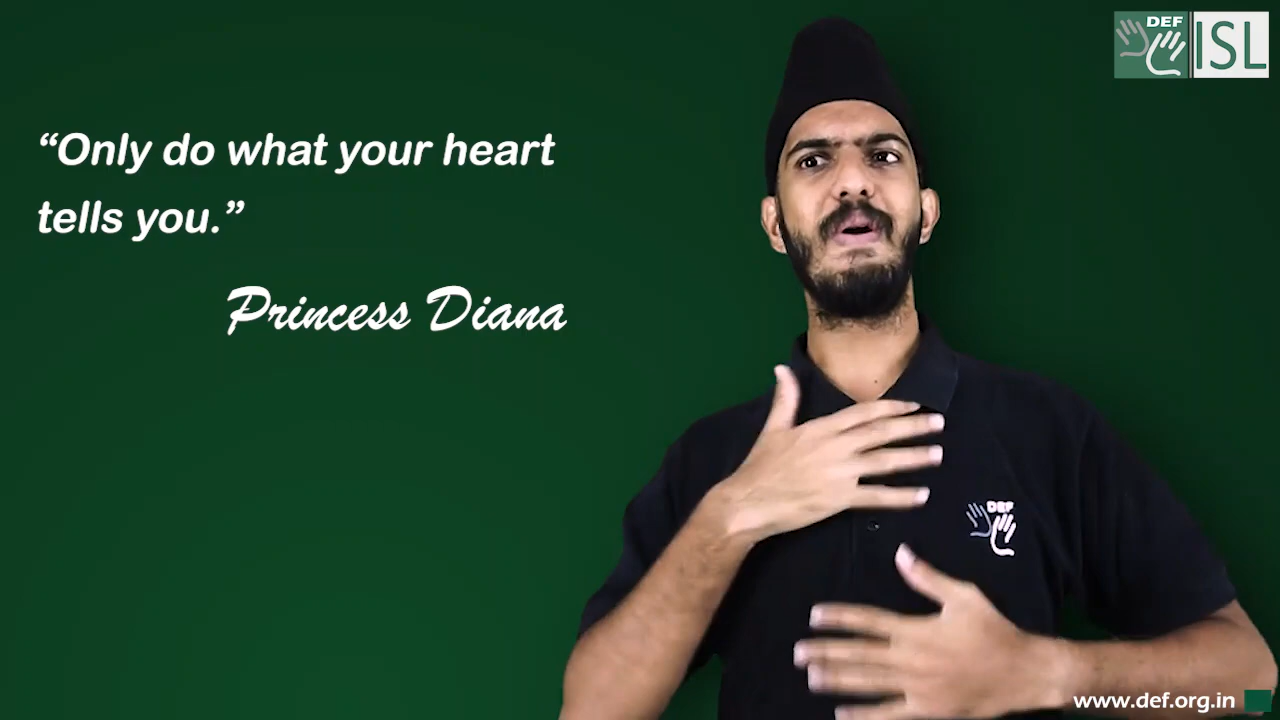 DEF
ISL
“Only do what your heart
tells you.”
Princess Diana
DEF
www.def.org.in